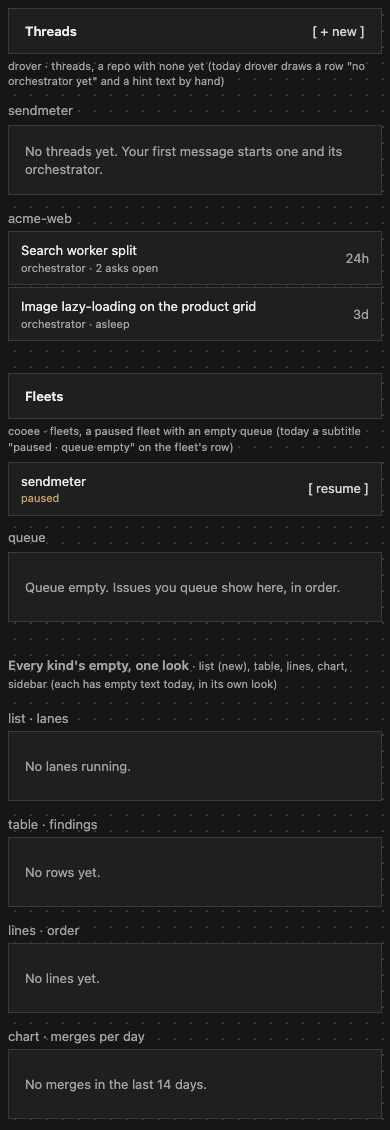 Threads [ + new ]
drover · threads, a repo with none yet (today drover draws a row "no
orchestrator yet" and a hint text by hand)
sendmeter
No threads yet. Your first message starts one and its
orchestrator.
acme-web
Search worker split
orchestrator · 2 asks open
24h
Image lazy-loading on the product grid
orchestrator · asleep
3d
Fleets
cooee · fleets, a paused fleet with an empty queue (today a subtitle
"paused · queue empty" on the fleet's row)
sendmeter
paused
[ resume ]
queue
Queue empty. Issues you queue show here, in order.
Every kind's empty, one look · list (new), table, lines, chart,
sidebar (each has empty text today, in its own look)
list · lanes
No lanes running.
table · findings
No rows yet.
lines · order
No lines yet.
chart · merges per day
No merges in the last 14 days.